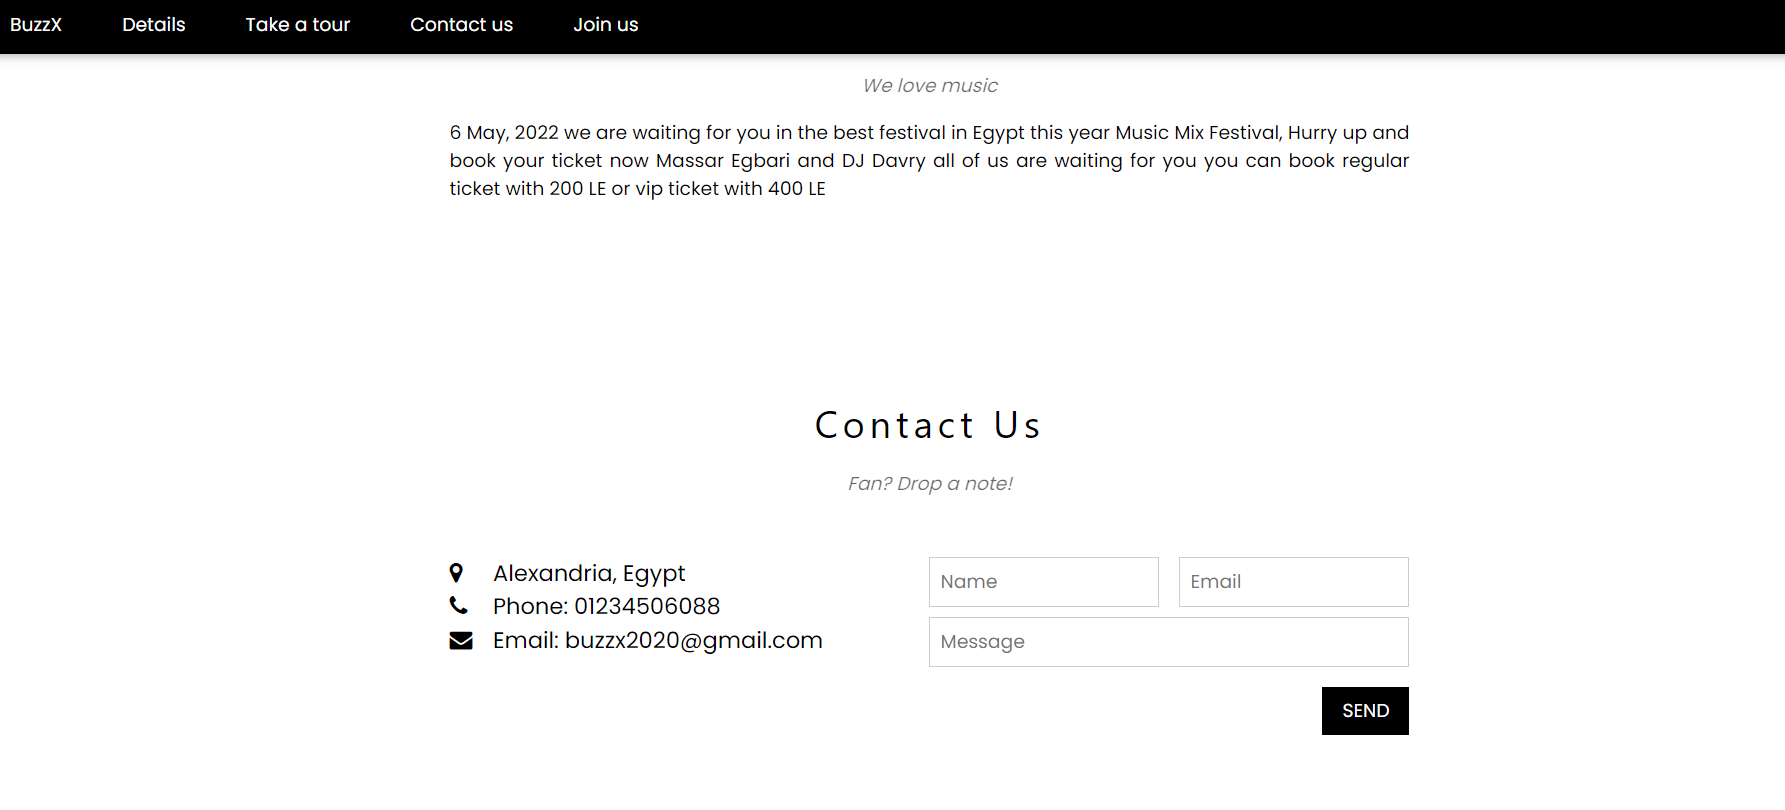 BuzzX Details Take a tour Contact us Join us
We love music
6 May, 2022 we are waiting for you in the best festival in Egypt this year Music Mix Festival, Hurry up and
book your ticket now Massar Egbari and DJ Davry all of us are waiting for you you can book regular
ticket with 200 LE or vip ticket with 400 LE
Contact Us
Fan? Drop a note!
Alexandria, Egypt
Phone: 01234506088
Email: buzzx2020@gmail.com
Name Email
Message
SEND